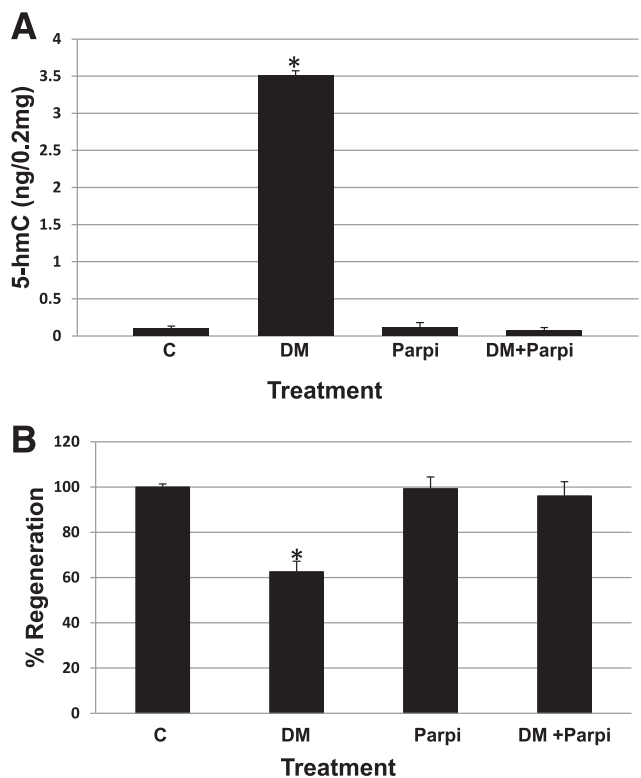 A
5-hmC (ng/0.2mg)
4
3.5
3
2.5
2
1.5
1
0.5
0
*
C DM Parpi DM+Parpi
Treatment
B
% Regeneration
120
100
80
60
40
20
0
*
C DM Parpi DM +Parpi
Treatment